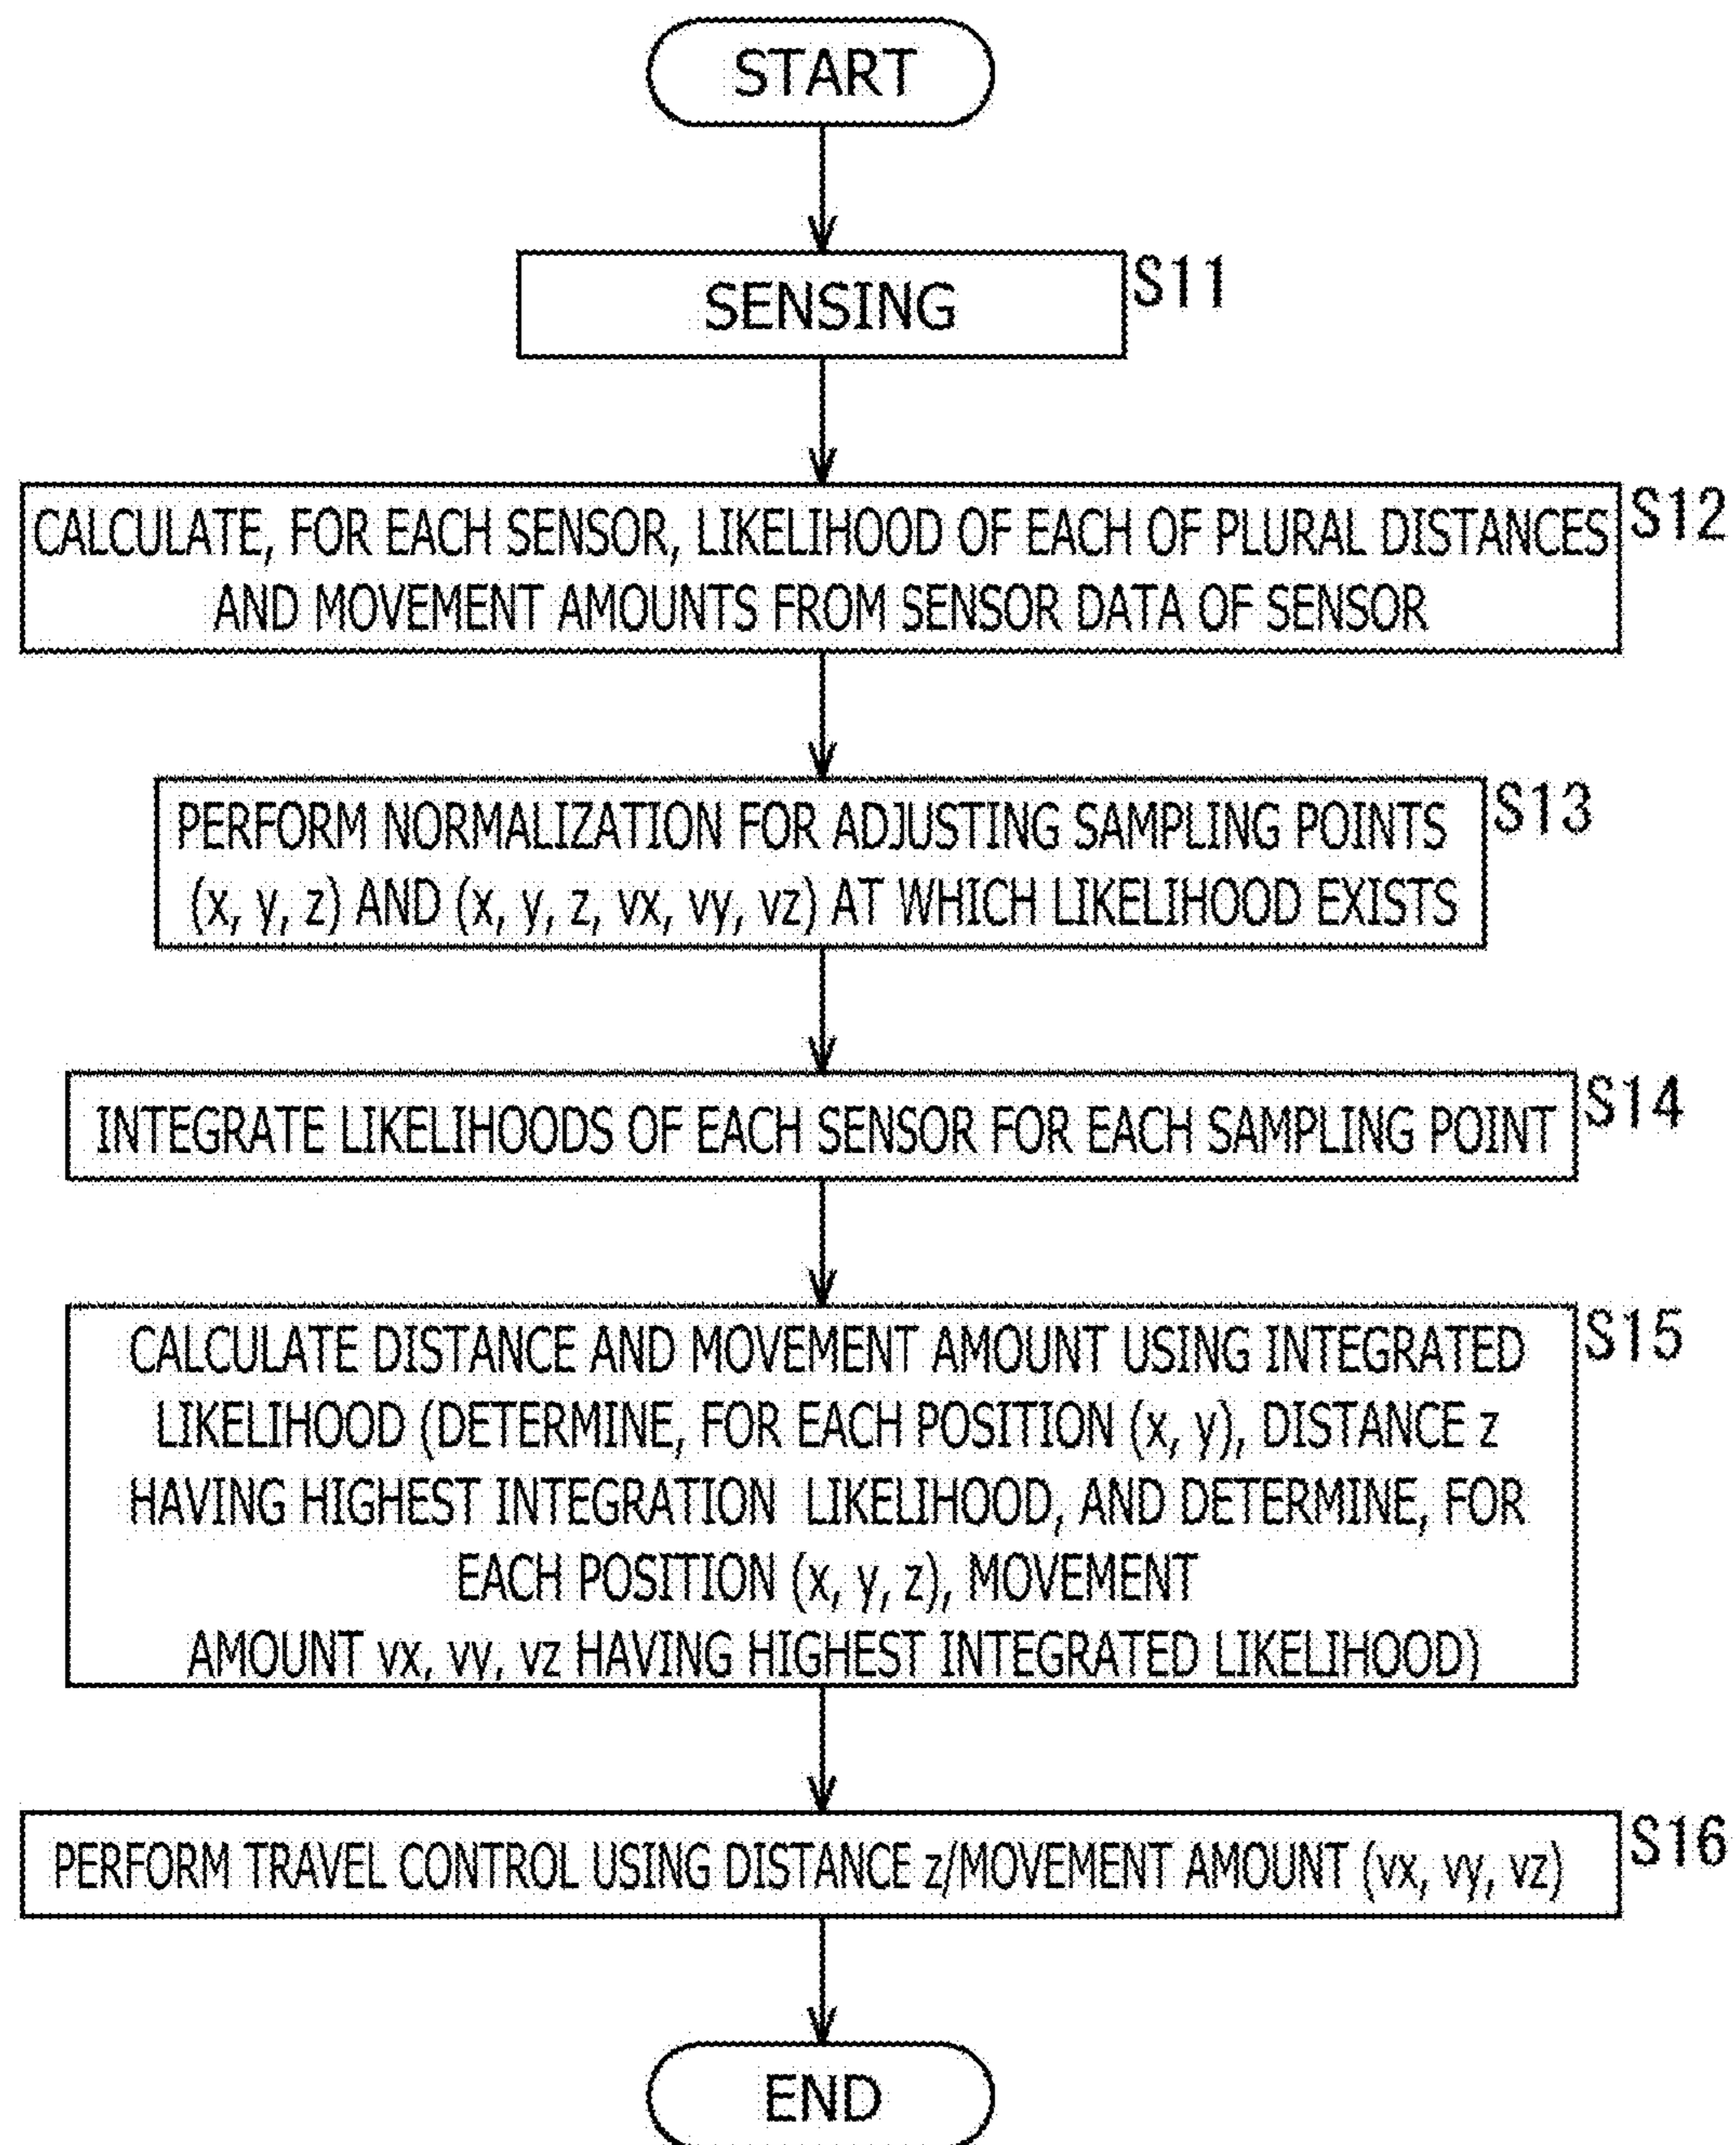 START
SENSING
S11
CALCULATE, FOR EACH SENSOR, LIKELIHOOD OF EACH OF PLURAL DISTANCES
AND MOVEMENT AMOUNTS FROM SENSOR DATA OF SENSOR
S12
PERFORM NORMALIZATION FOR ADJUSTING SAMPLING POINTS
(x, y, z) AND (x, y, z, vx, vy, vz) AT WHICH LIKELIHOOD EXISTS
S13
INTEGRATE LIKELIHOODS OF EACH SENSOR FOR EACH SAMPLING POINT
S14
CALCULATE DISTANCE AND MOVEMENT AMOUNT USING INTEGRATED
LIKELIHOOD (DETERMINE, FOR EACH POSITION (x, y), DISTANCE z
HAVING HIGHEST INTEGRATION LIKELIHOOD, AND DETERMINE, FOR
EACH POSITION (x, y, z), MOVEMENT
AMOUNT vx, vy, vz HAVING HIGHEST INTEGRATED LIKELIHOOD)
S15
PERFORM TRAVEL CONTROL USING DISTANCE z/MOVEMENT AMOUNT (vx, vy, vz)
S16
END